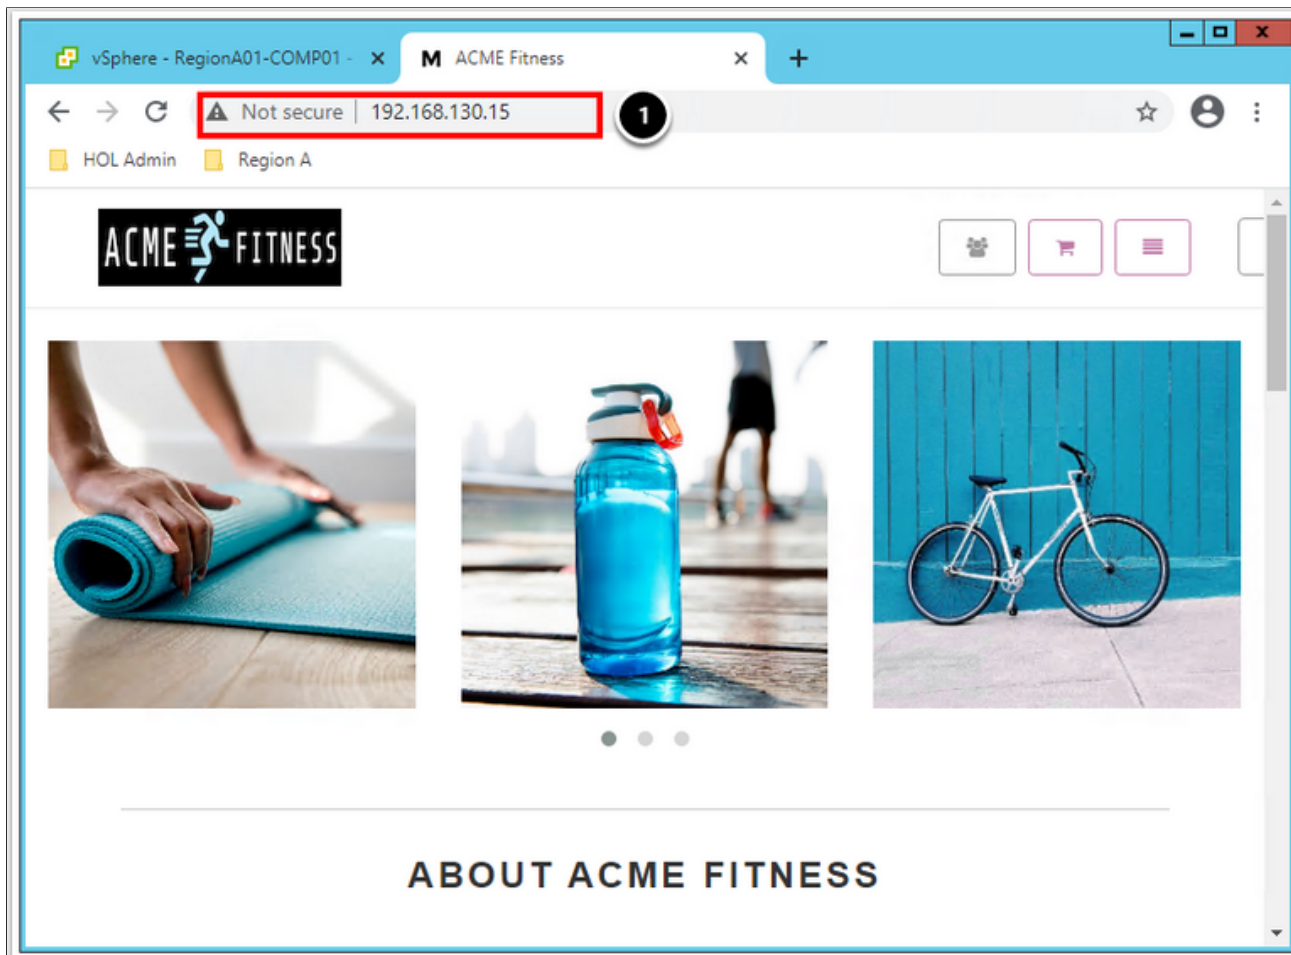 vSphere - RegionA01-COMP01 -
ACME Fitness
Not secure
192.168.130.15
1
HOL Admin
Region A
ACME FITNESS
ABOUT ACME FITNESS